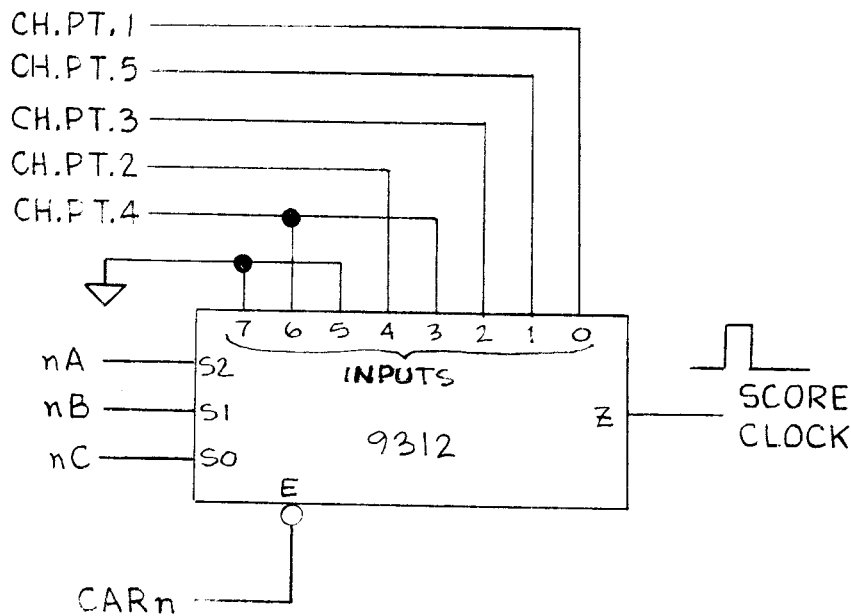 CH.PT.1
CH.PT.5
CH.PT.3
CH.PT.2
CH.PT.4
7 6 5 4 3 2 1 0
INPUTS
nA
S2
nB
S1
nC
S0
9312
Z
E
SCORE
CLOCK
CARn